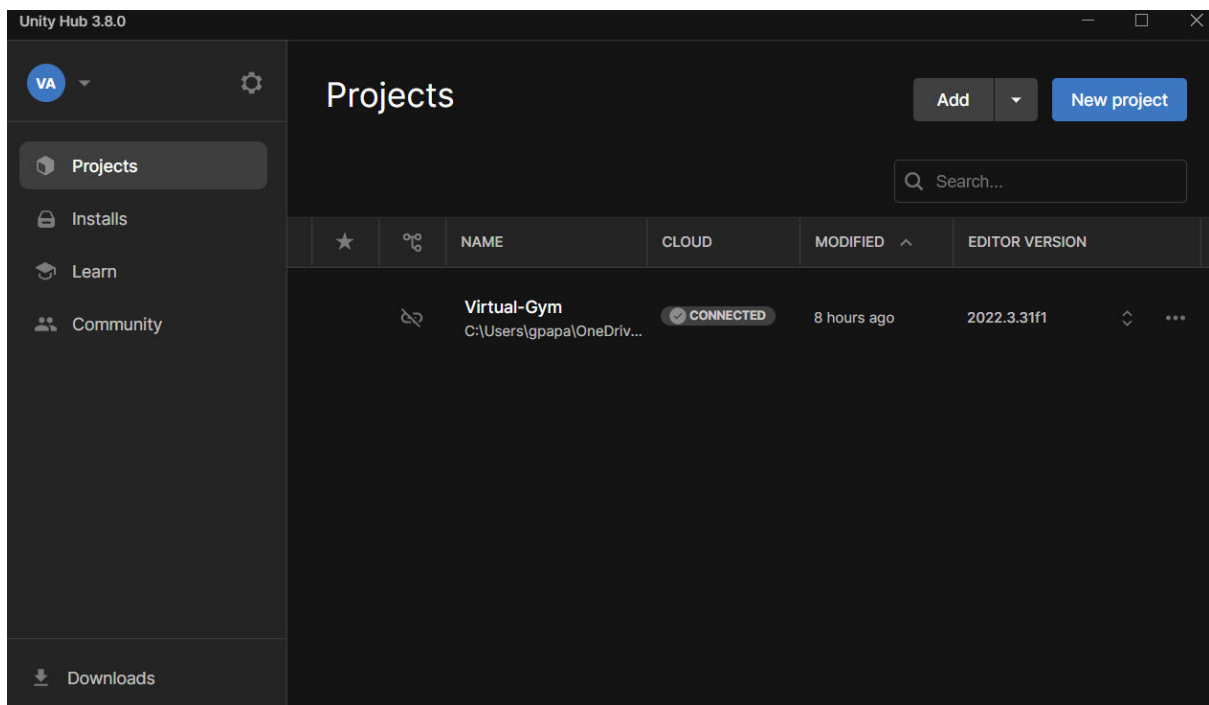 Unity Hub 3.8.0
VA
Projects
Installs
Learn
Community
Downloads
Projects
Add
New project
Search...
NAME CLOUD MODIFIED EDITOR VERSION
Virtual-Gym CONNECTED 8 hours ago 2022.3.31f1
C:\Users\gpapa\OneDriv...